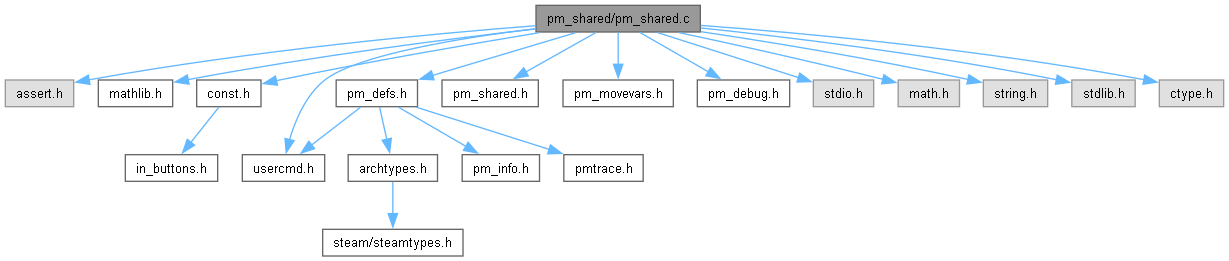 pm_shared/pm_shared.c
assert.h
mathlib.h
const.h
pm_defs.h
pm_shared.h
pm_movevars.h
pm_debug.h
stdio.h
math.h
string.h
stdlib.h
ctype.h
in_buttons.h
usercmd.h
archtypes.h
pm_info.h
pmtrace.h
steam/steamtypes.h